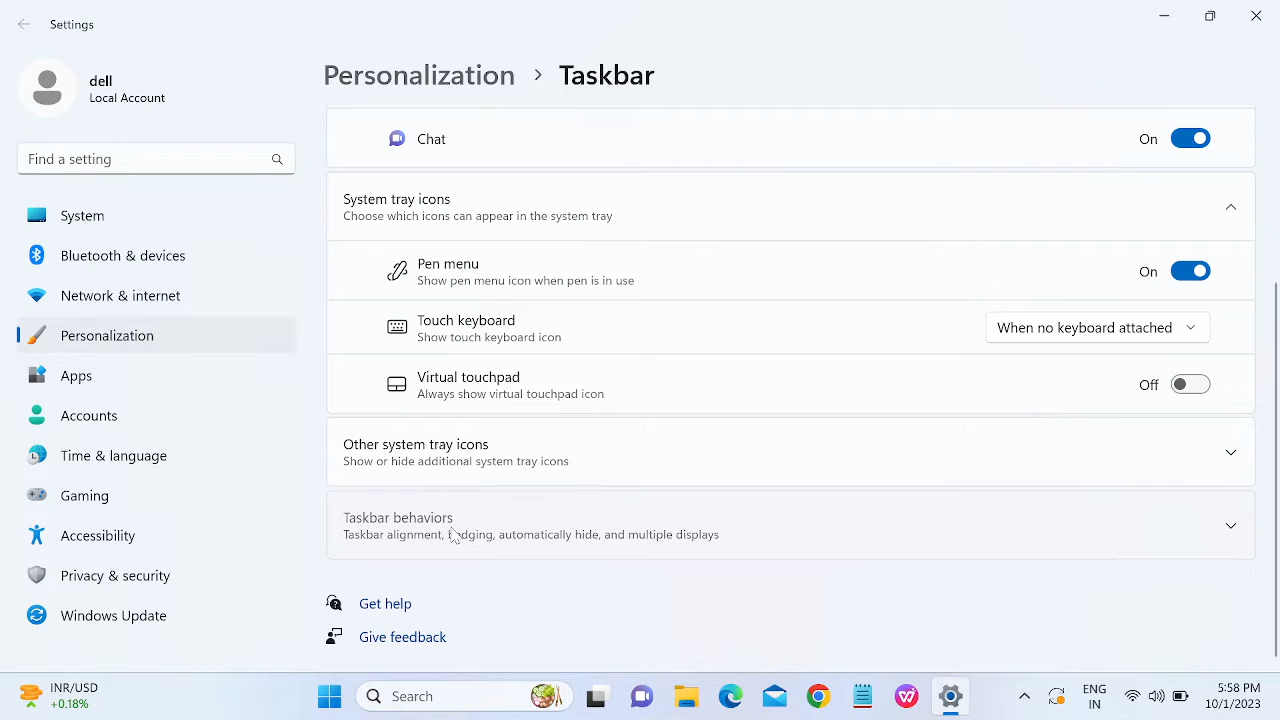 Settings
dell
Local Account
Find a setting
System
Bluetooth & devices
Network & internet
Personalization
Apps
Accounts
Time & language
Gaming
Accessibility
Privacy & security
Windows Update
Personalization > Taskbar
Chat
On
System tray icons
Choose which icons can appear in the system tray
Pen menu
Show pen menu icon when pen is in use
On
Touch keyboard
Show touch keyboard icon
When no keyboard attached
Virtual touchpad
Always show virtual touchpad icon
Off
Other system tray icons
Show or hide additional system tray icons
Taskbar behaviors
Taskbar alignment, badging, automatically hide, and multiple displays
Get help
Give feedback
INR/USD
+0.18%
Search
ENG
IN
5:58 PM
10/1/2023